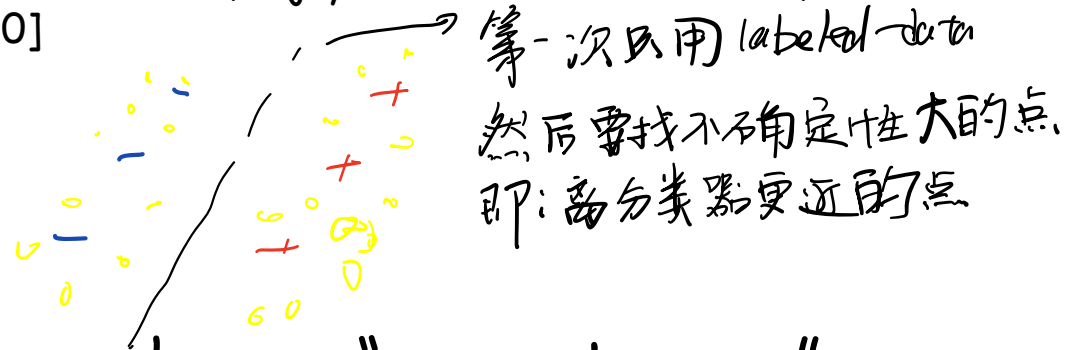 0]
第一次只用 labeled-data
然后要找不确定性大的点、
即:离分类器更近的点